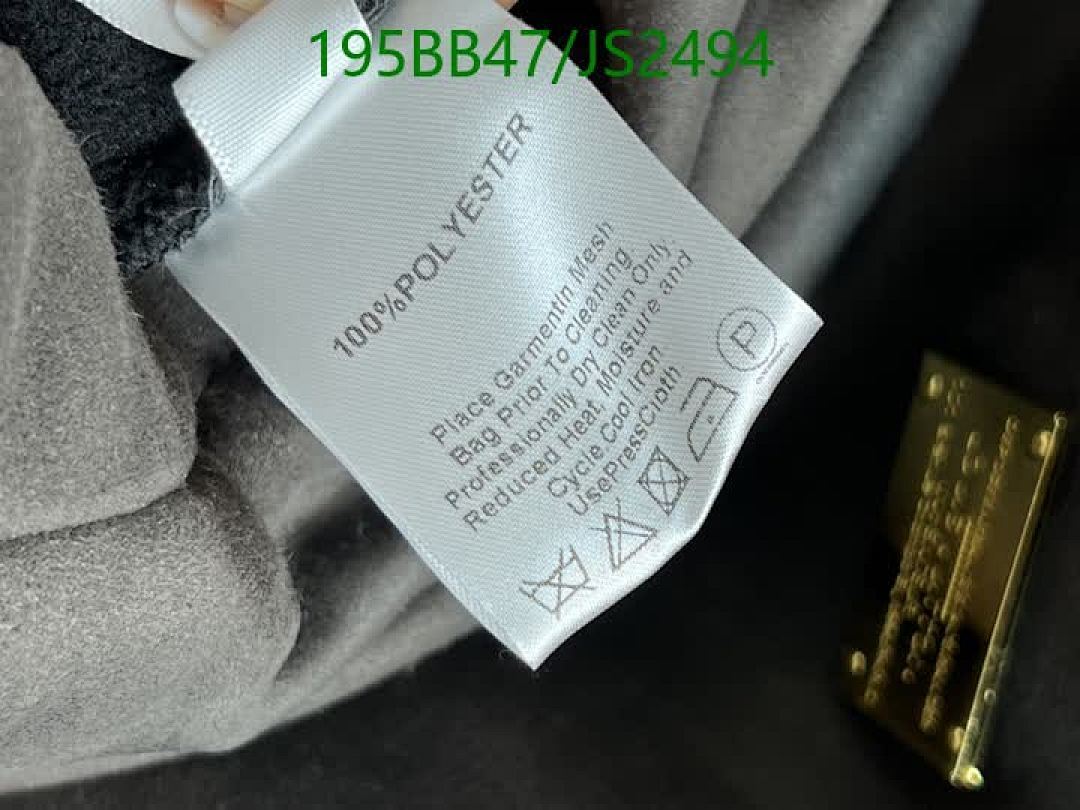 195BB47/JS2494
100%POLYESTER
Place GarmentIn Mesh
Bag Prior To Cleaning.
Professionally Dry Clean Only,
Reduced Heat, Moisture and
Cycle Cool Iron
UsePressCloth
P